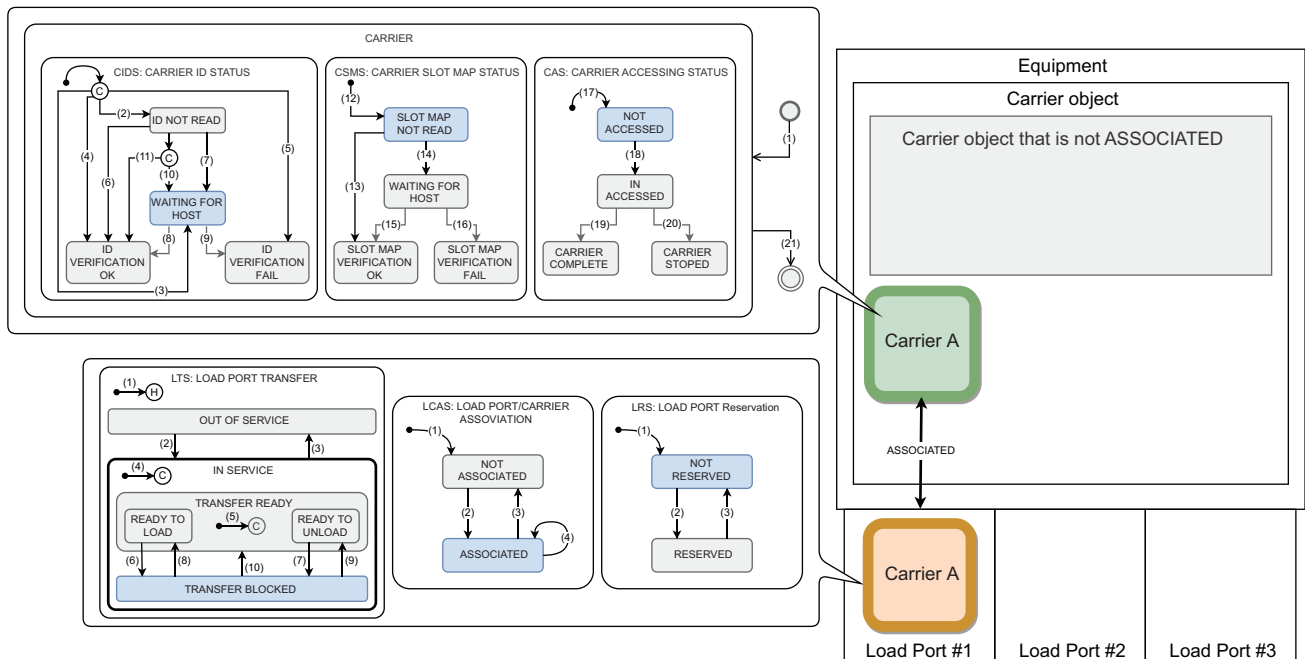 CARRIER
CIDS: CARRIER ID STATUS
C
(2)
ID NOT READ
(4)
(6)
(11)
C
(10)
(7)
(5)
WAITING FOR
HOST
(8)
(9)
ID
VERIFICATION
OK
ID
VERIFICATION
FAIL
(3)
CSMS: CARRIER SLOT MAP STATUS
(12)
SLOT MAP
NOT READ
(14)
(13)
WAITING FOR
HOST
(15)
(16)
SLOT MAP
VERIFICATION
OK
SLOT MAP
VERIFICATION
FAIL
CAS: CARRIER ACCESSING STATUS
(17)
NOT
ACCESSED
(18)
IN
ACCESSED
(19)
(20)
CARRIER
COMPLETE
CARRIER
STOPED
(1)
(21)
Equipment
Carrier object
Carrier object that is not ASSOCIATED
Carrier A
ASSOCIATED
Carrier A
Load Port #1
Load Port #2
Load Port #3
LTS: LOAD PORT TRANSFER
(1)
H
OUT OF SERVICE
(2)
(3)
IN SERVICE
(4)
C
TRANSFER READY
READY TO
LOAD
(5)
C
READY TO
UNLOAD
(6)
(8)
(10)
(7)
(9)
TRANSFER BLOCKED
LCAS: LOAD PORT/CARRIER
ASSOVIATION
(1)
NOT
ASSOCIATED
(2)
(3)
(4)
ASSOCIATED
LRS: LOAD PORT Reservation
(1)
NOT
RESERVED
(2)
(3)
RESERVED